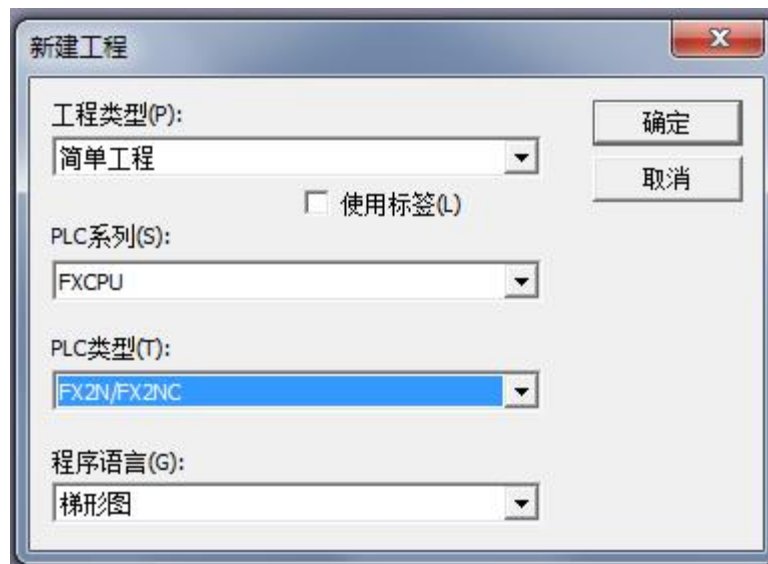 新建工程
工程类型(P):
简单工程
使用标签(L)
PLC系列(S):
FXCPU
PLC类型(T):
FX2N/FX2NC
程序语言(G):
梯形图
确定
取消